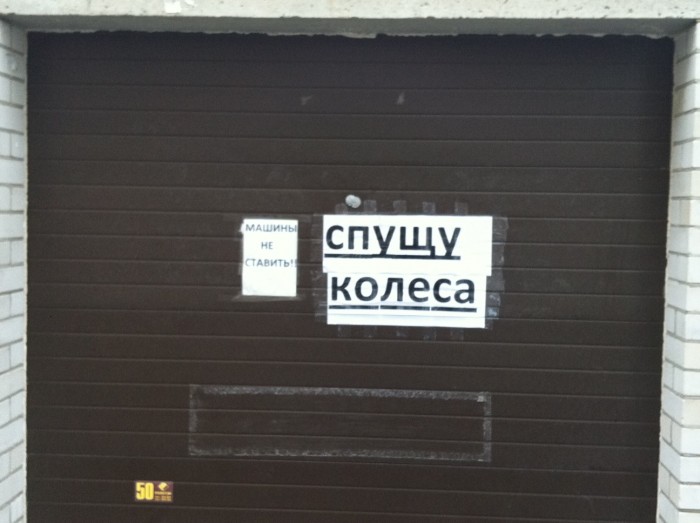 МАШИНЫ
НЕ
СТАВИТЬ!!
спущу
колеса
50